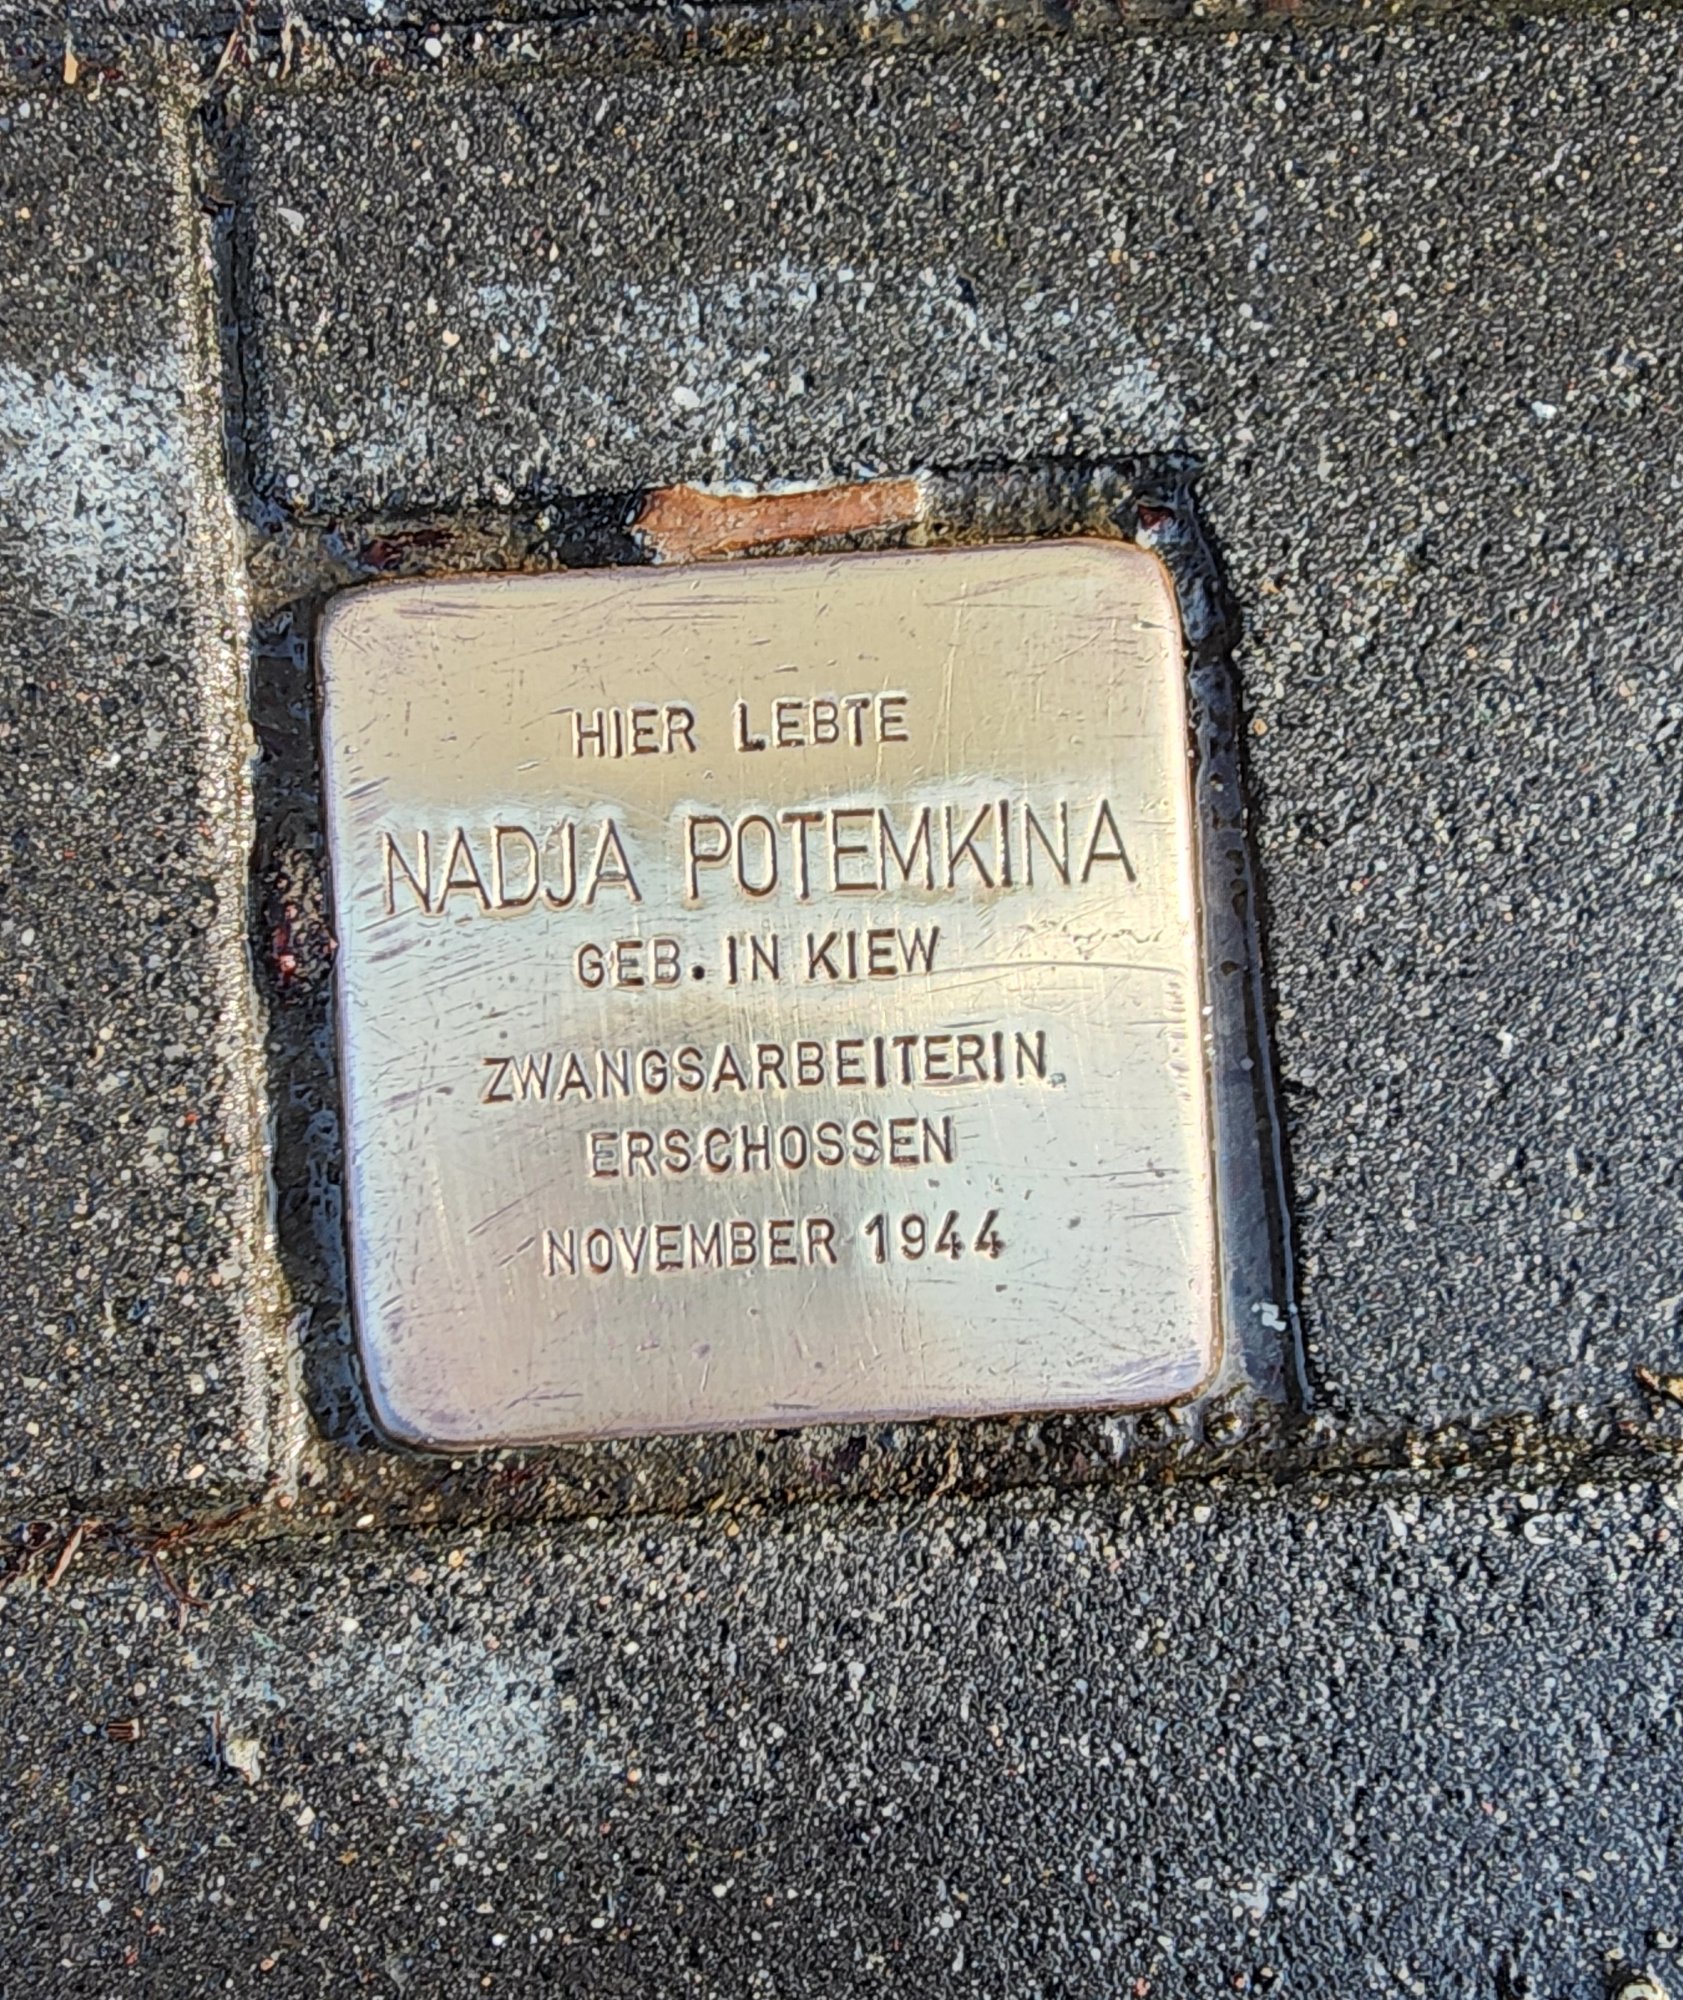 HIER LEBTE
NADJA POTEMKINA
GEB. IN KIEW
ZWANGSARBEITERIN
ERSCHOSSEN
NOVEMBER 1944